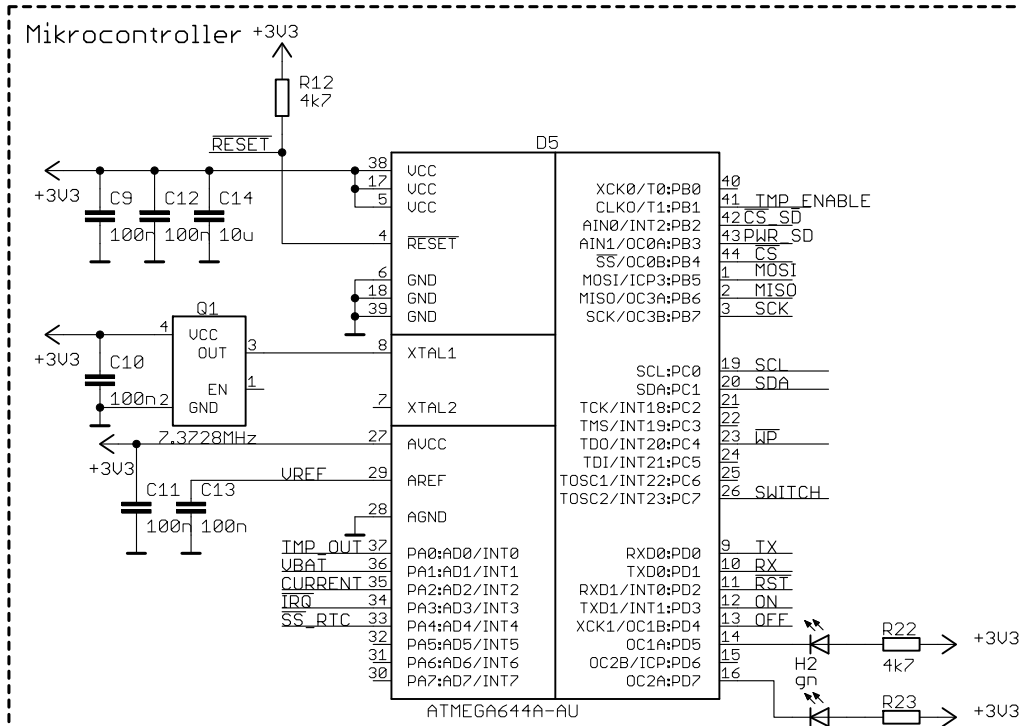 Mikrocontroller
+3V3
R12
4k7
RESET
D5
+3V3
C9
C12
C14
100n
100n
10u
38 VCC
17 VCC
5 VCC
4 RESET
6 GND
18 GND
39 GND
8 XTAL1
7 XTAL2
27 AVCC
29 AREF
28 AGND
TMP_OUT 37 PA0:AD0/INT0
VBAT 36 PA1:AD1/INT1
CURRENT 35 PA2:AD2/INT2
IRQ 34 PA3:AD3/INT3
SS_RTC 33 PA4:AD4/INT4
32 PA5:AD5/INT5
31 PA6:AD6/INT6
30 PA7:AD7/INT7
Q1
+3V3
4 VCC
OUT 3
EN 1
2 GND
C10
100n
7.3728MHz
+3V3
VREF
C11
C13
100n
100n
XCK0/T0:PB0 40
CLKO/T1:PB1 41 TMP_ENABLE
AIN0/INT2:PB2 42 CS_SD
AIN1/OC0A:PB3 43 PWR_SD
SS/OC0B:PB4 44 CS
MOSI/ICP3:PB5 1 MOSI
MISO/OC3A:PB6 2 MISO
SCK/OC3B:PB7 3 SCK
SCL:PC0 19 SCL
SDA:PC1 20 SDA
TCK/INT18:PC2 21
TMS/INT19:PC3 22
TDO/INT20:PC4 23 WP
TDI/INT21:PC5 24
TOSC1/INT22:PC6 25
TOSC2/INT23:PC7 26 SWITCH
RXD0:PD0 9 TX
TXD0:PD1 10 RX
RXD1/INT0:PD2 11 RST
TXD1/INT1:PD3 12 ON
XCK1/OC1B:PD4 13 OFF
OC1A:PD5 14
OC2B/ICP:PD6 15
OC2A:PD7 16
H2
gn
R22
4k7
+3V3
R23
+3V3
ATMEGA644A-AU